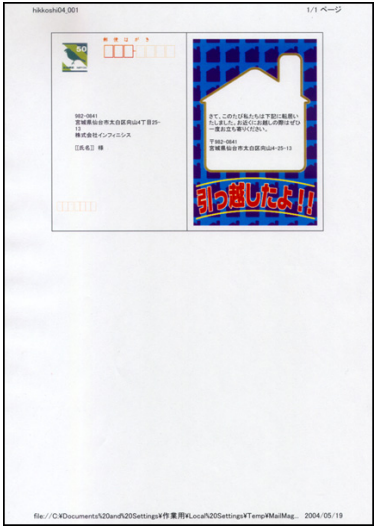 hikkoshi04_001
1/1 ページ
郵便はがき
50
982-0841
宮城県仙台市太白区向山4丁目25-
13
株式会社インフィニシス
[[氏名]] 様
さて、このたび私たちは下記に転居い
たしました。お近くにお越しの際はぜひ
一度お立ち寄りください。
〒982-0841
宮城県仙台市太白区向山4-25-13
引っ越したよ!!
file://C:¥Documents%20and%20Settings¥作業用¥Local%20Settings¥Temp¥MailMag... 2004/05/19